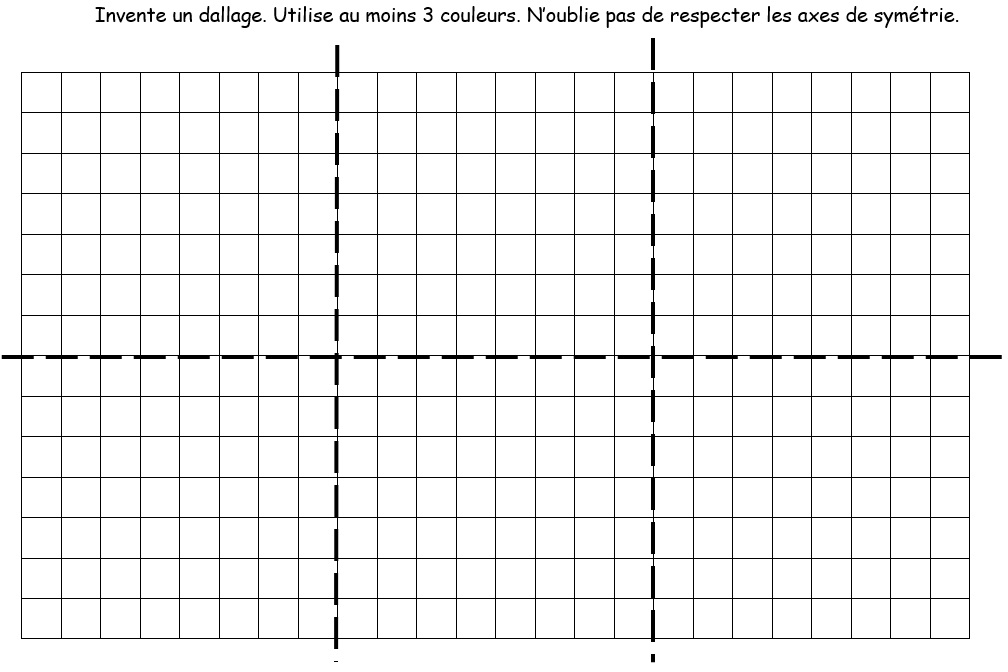 Invente un dallage. Utilise au moins 3 couleurs. N'oublie pas de respecter les axes de symétrie.